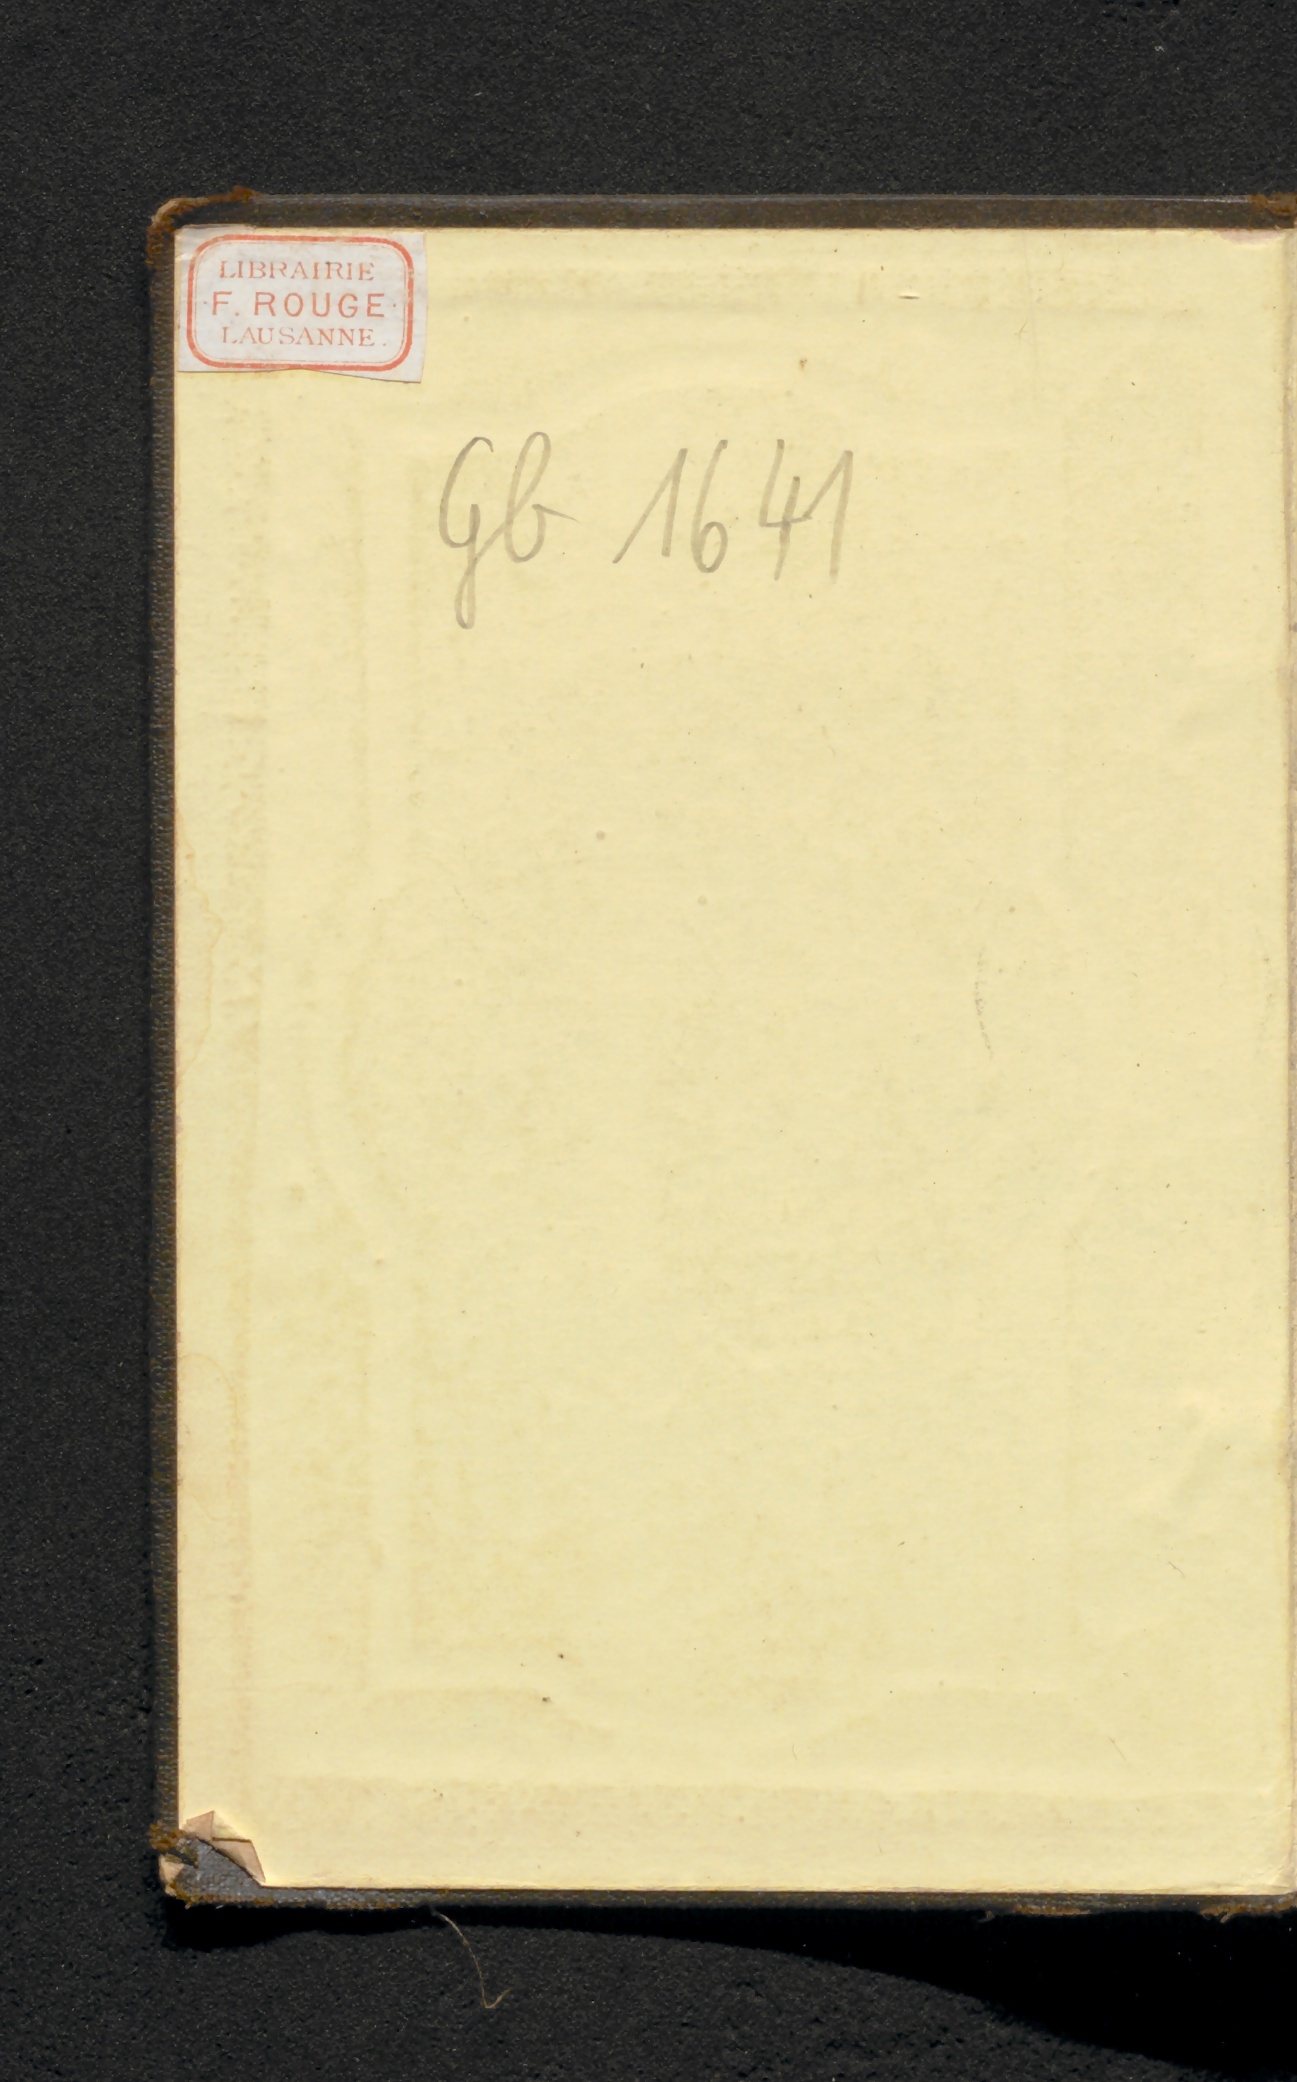 LIBRAIRIE
·F. ROUGE·
LAUSANNE.
Gb 1641